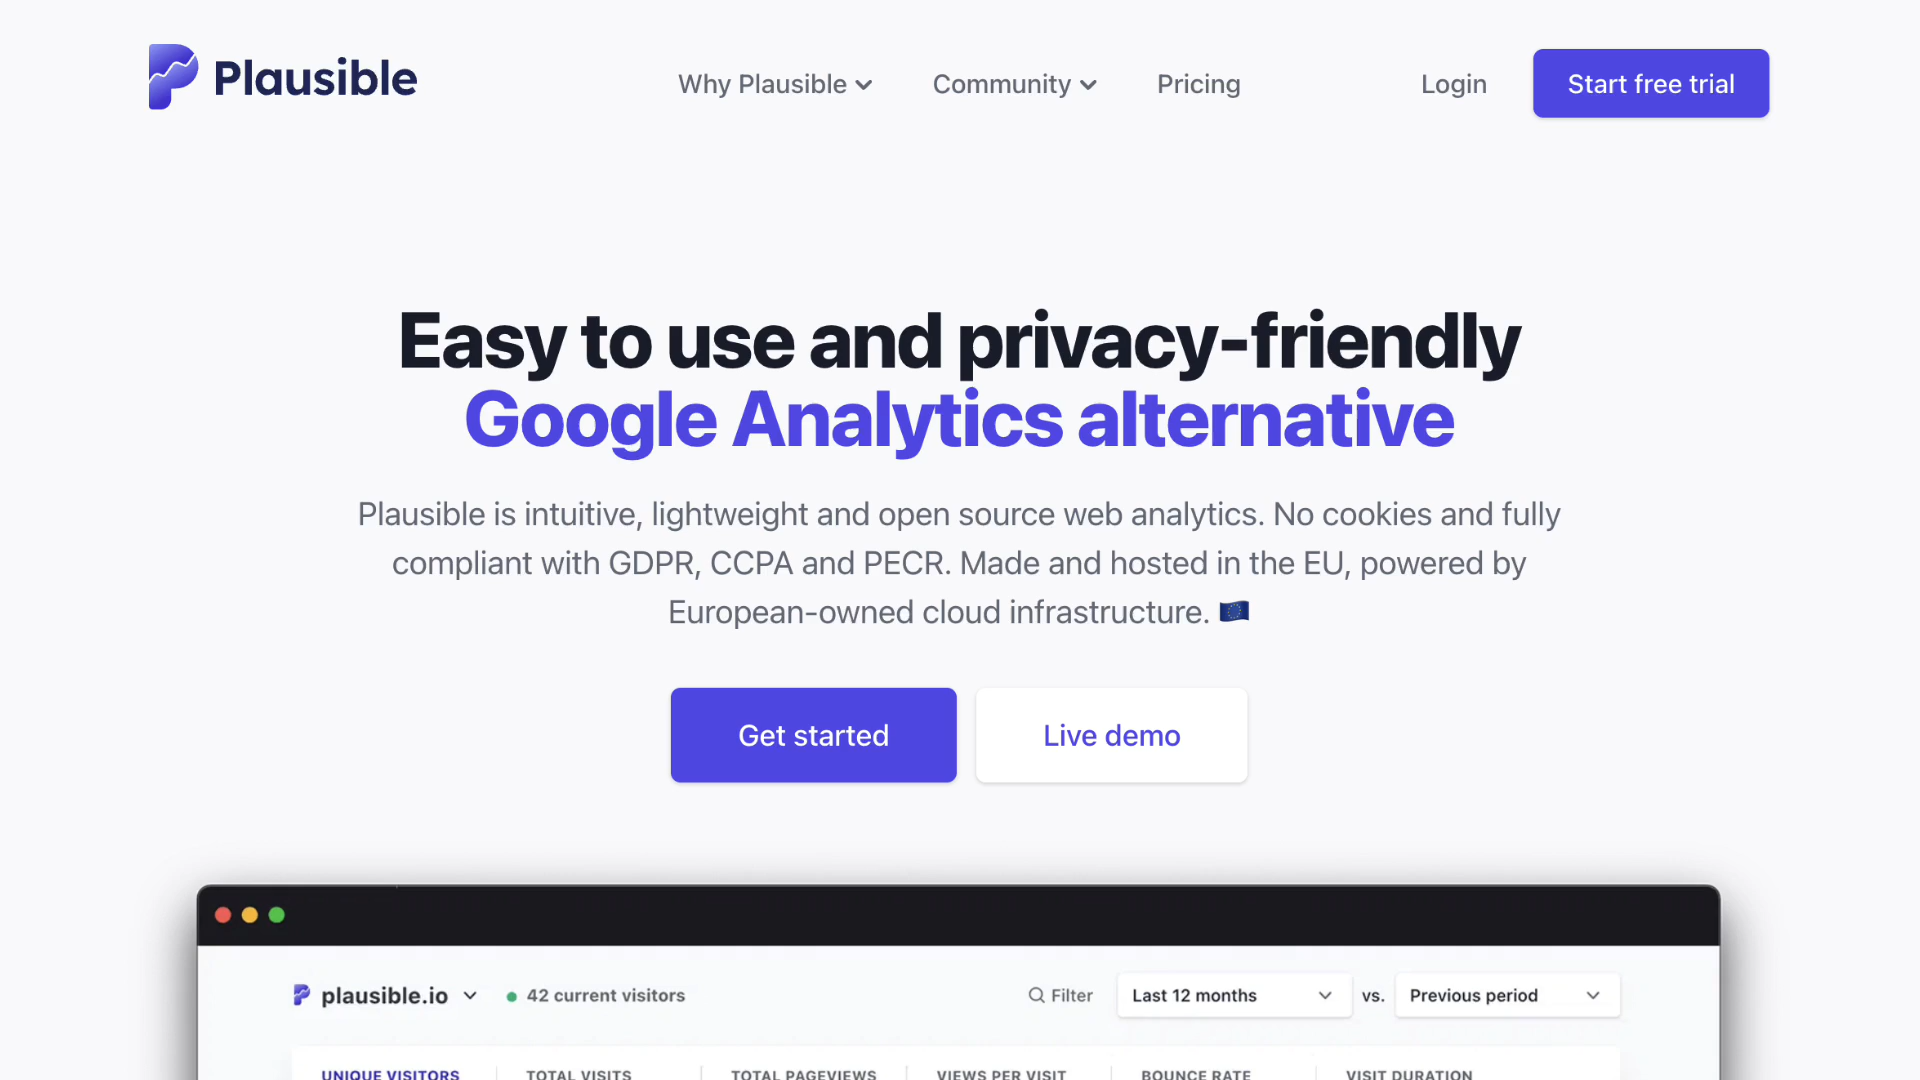 Plausible
Why Plausible
Community
Pricing
Login
Start free trial
Easy to use and privacy-friendly
Google Analytics alternative
Plausible is intuitive, lightweight and open source web analytics. No cookies and fully
compliant with GDPR, CCPA and PECR. Made and hosted in the EU, powered by
European-owned cloud infrastructure. 🇪🇺
Get started
Live demo
plausible.io
42 current visitors
Filter
Last 12 months
vs.
Previous period
UNIQUE VISITORS
TOTAL VISITS
TOTAL PAGEVIEWS
VIEWS PER VISIT
BOUNCE RATE
VISIT DURATION